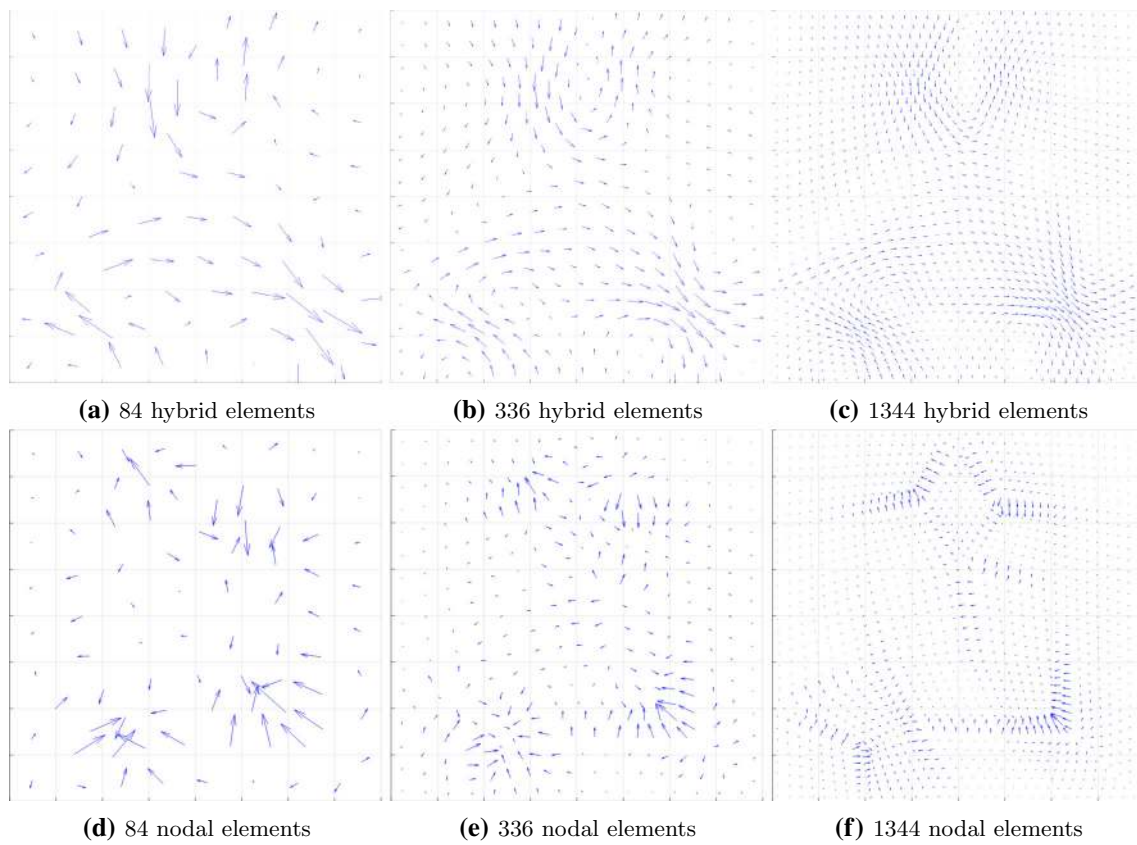 (a) 84 hybrid elements
(b) 336 hybrid elements
(c) 1344 hybrid elements
(d) 84 nodal elements
(e) 336 nodal elements
(f) 1344 nodal elements